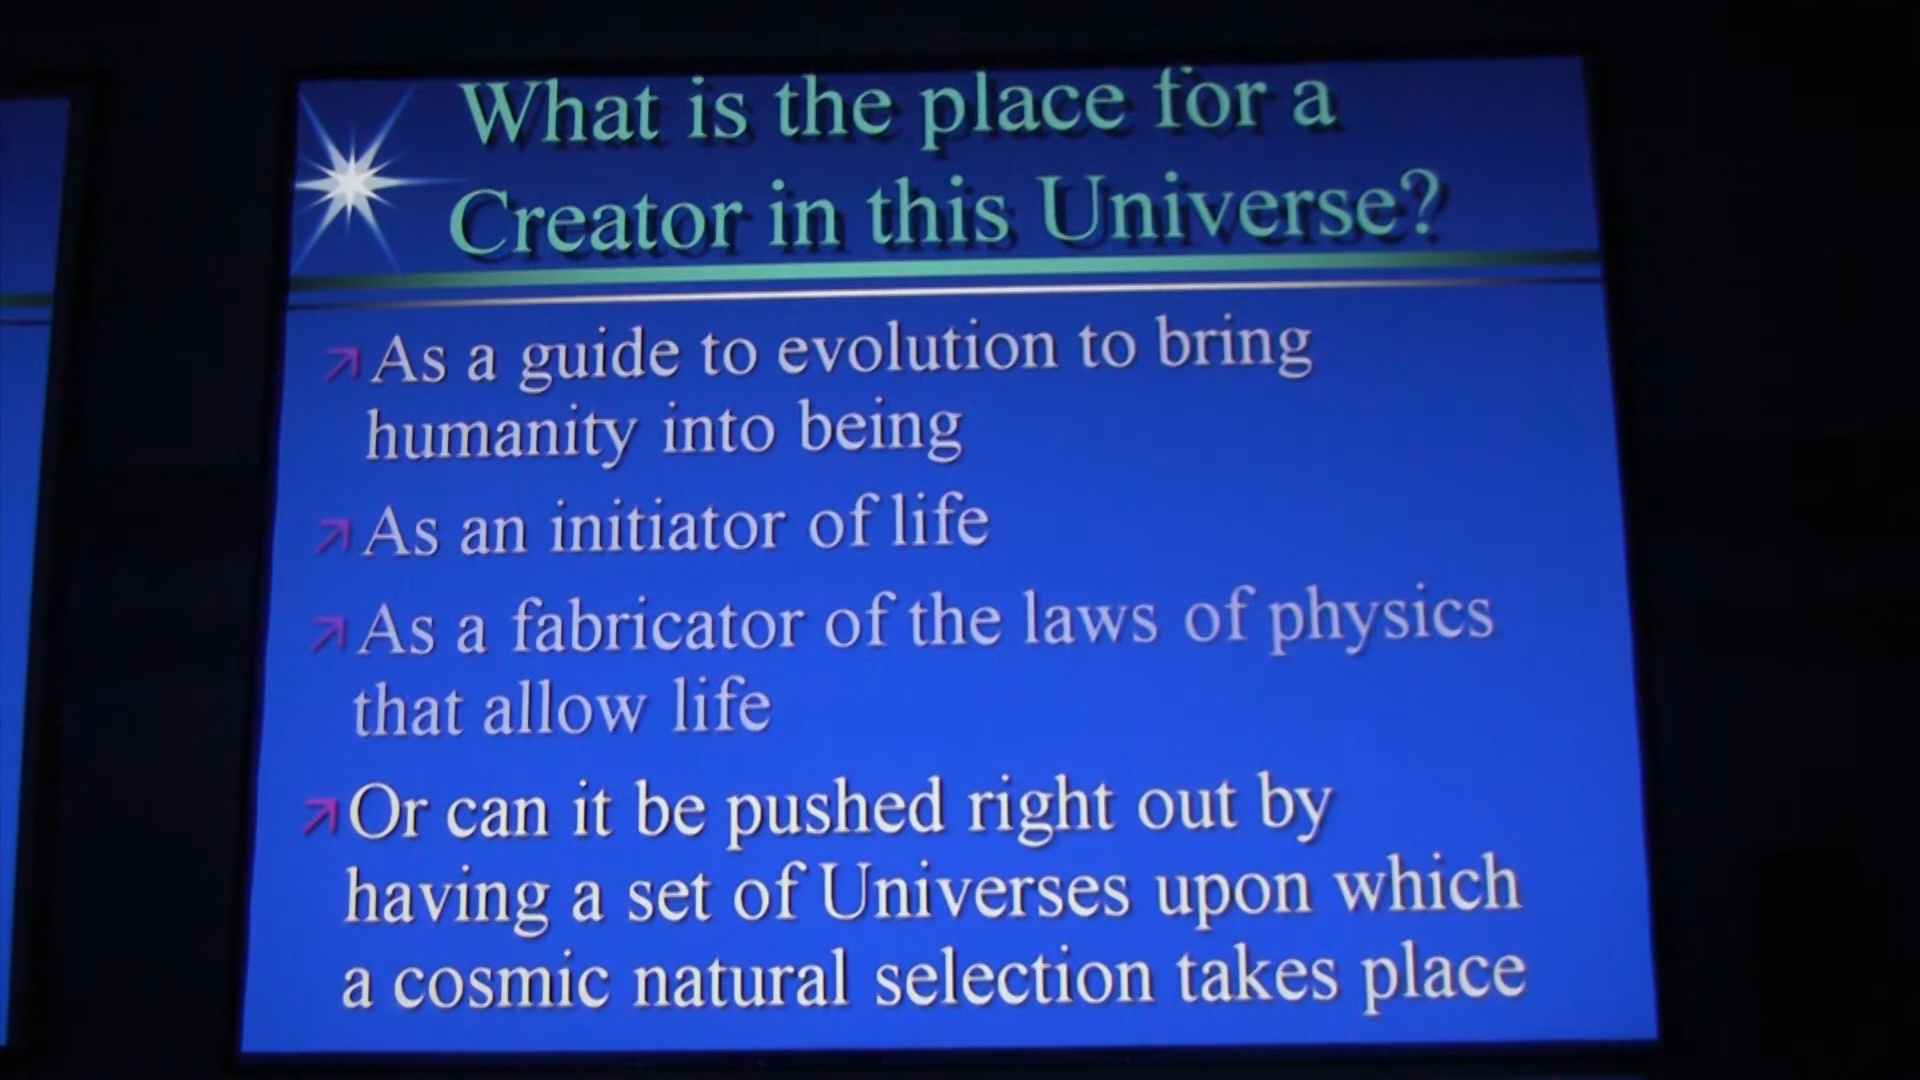 What is the place for a
Creator in this Universe?
As a guide to evolution to bring
humanity into being
As an initiator of life
As a fabricator of the laws of physics
that allow life
Or can it be pushed right out by
having a set of Universes upon which
a cosmic natural selection takes place